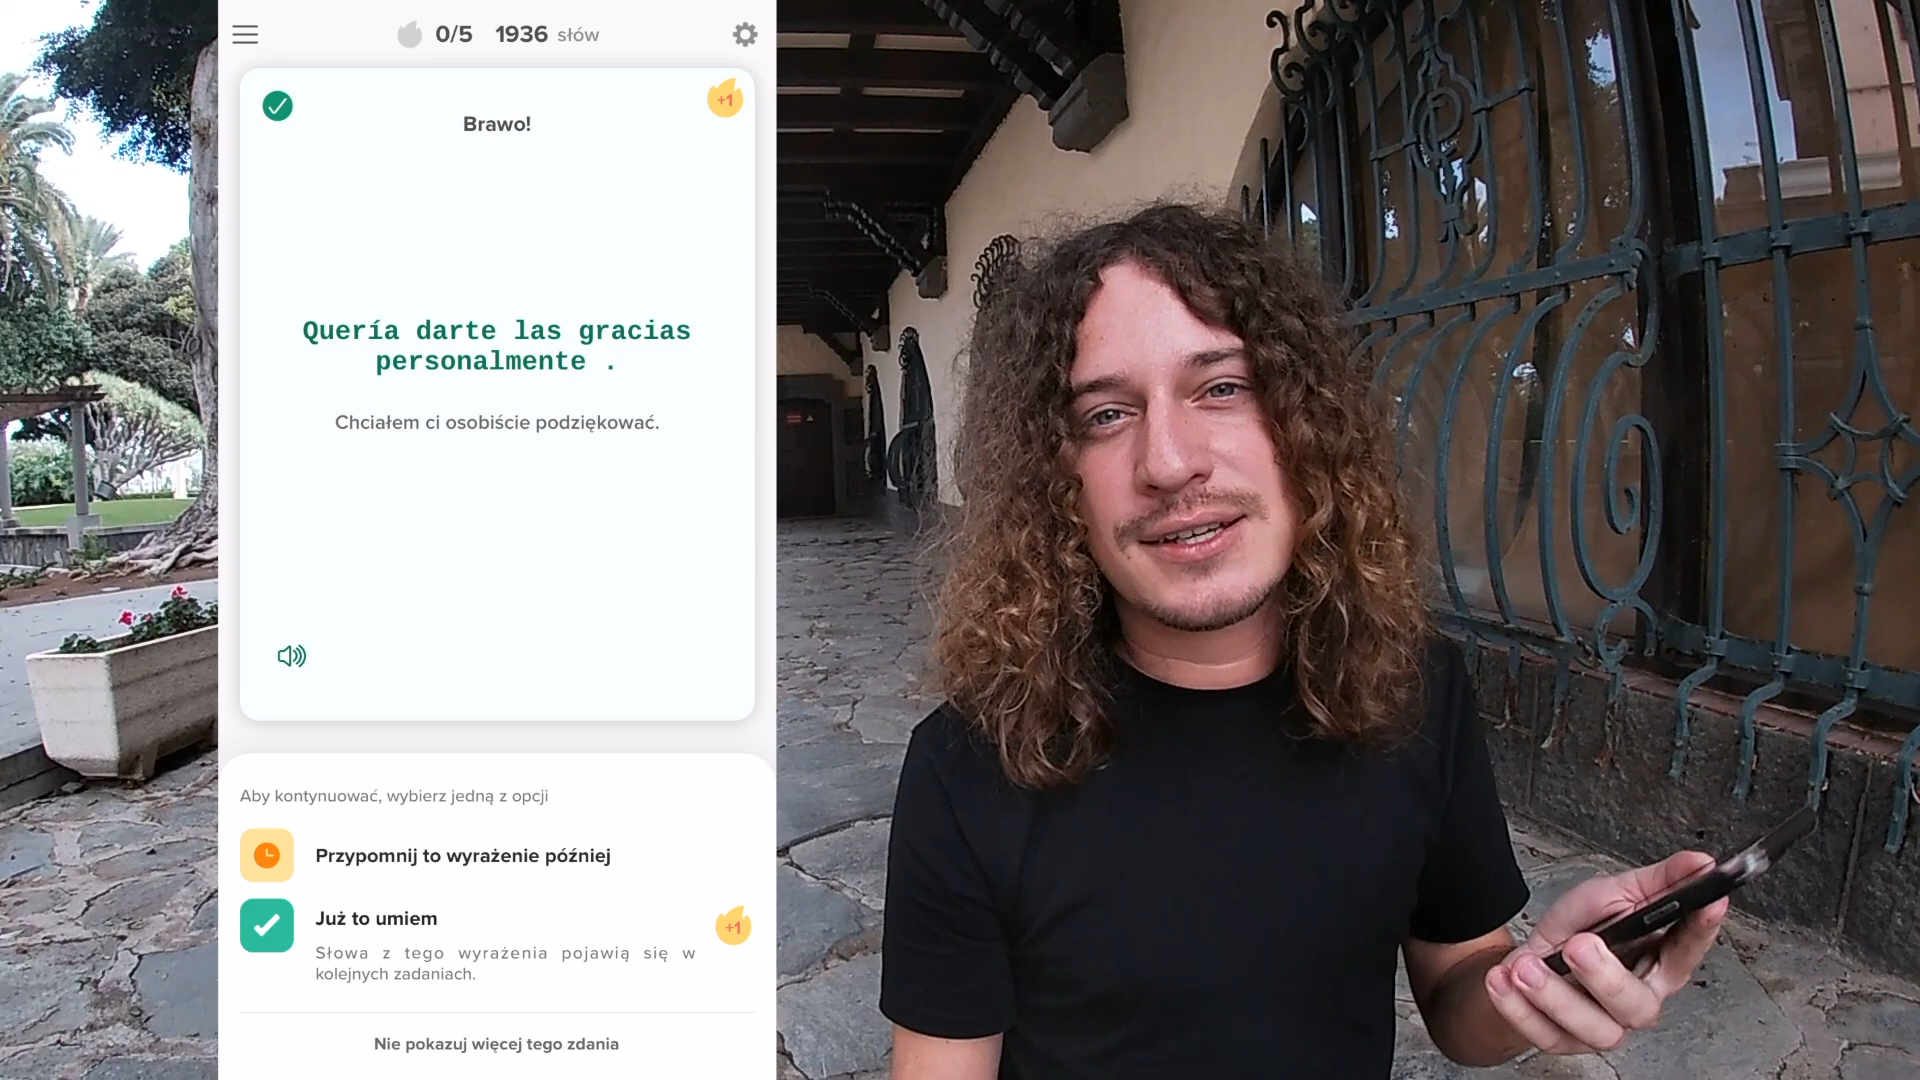 0/5 1936 słów
+1
Brawo!
Quería darte las gracias
personalmente .
Chciałem ci osobiście podziękować.
Aby kontynuować, wybierz jedną z opcji
Przypomnij to wyrażenie później
Już to umiem
+1
Słowa z tego wyrażenia pojawią się w
kolejnych zadaniach.
Nie pokazuj więcej tego zdania